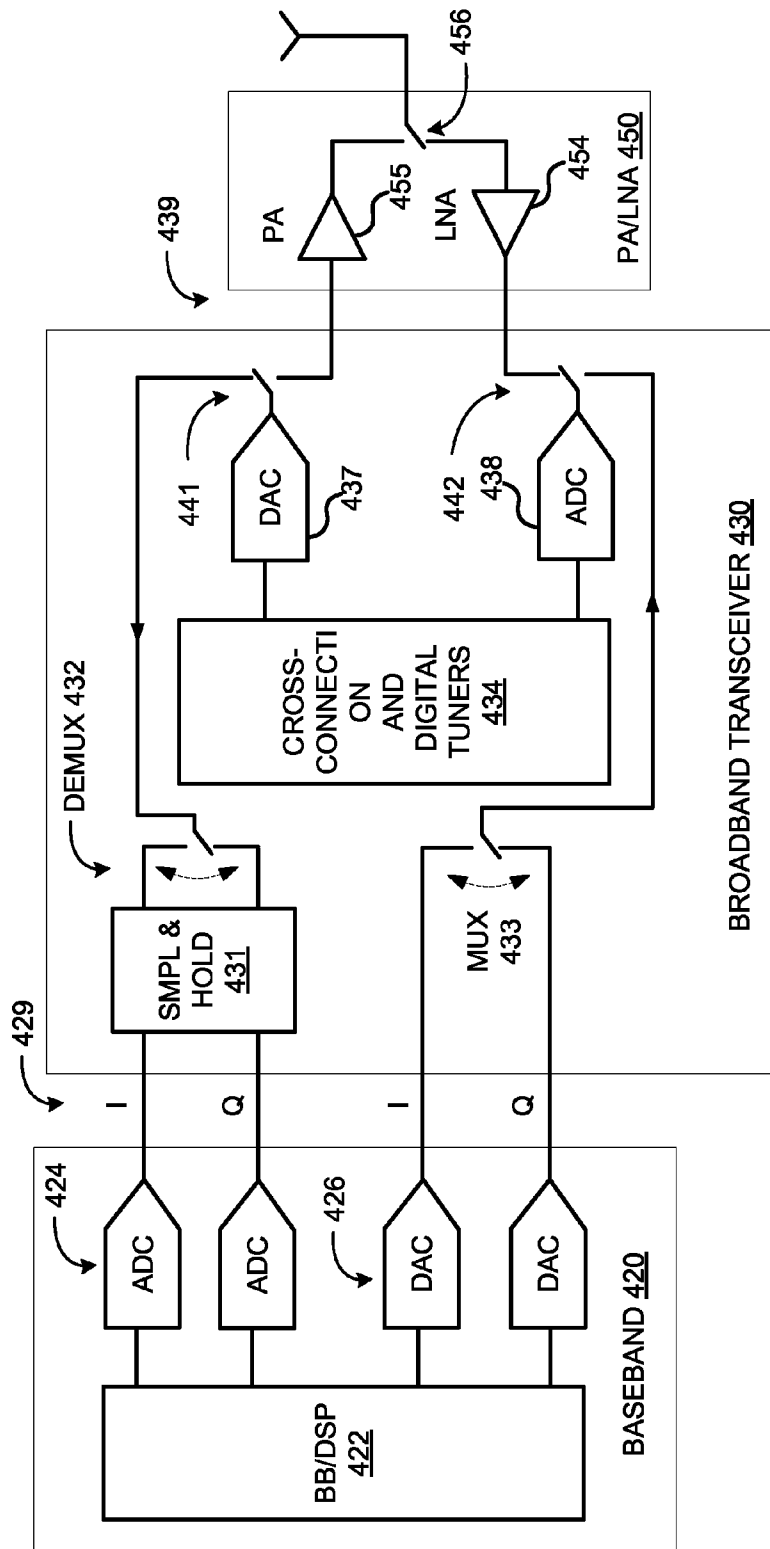 439
PA
455
LNA
454
456
PA/LNA 450
441
DAC
437
442
438
ADC
CROSS-
CONNECTI
ON
AND
DIGITAL
TUNERS
434
DEMUX 432
SMPL &
HOLD
431
MUX
433
BROADBAND TRANSCEIVER 430
429
I
Q
I
Q
424
ADC
ADC
426
DAC
DAC
BB/DSP
422
BASEBAND 420